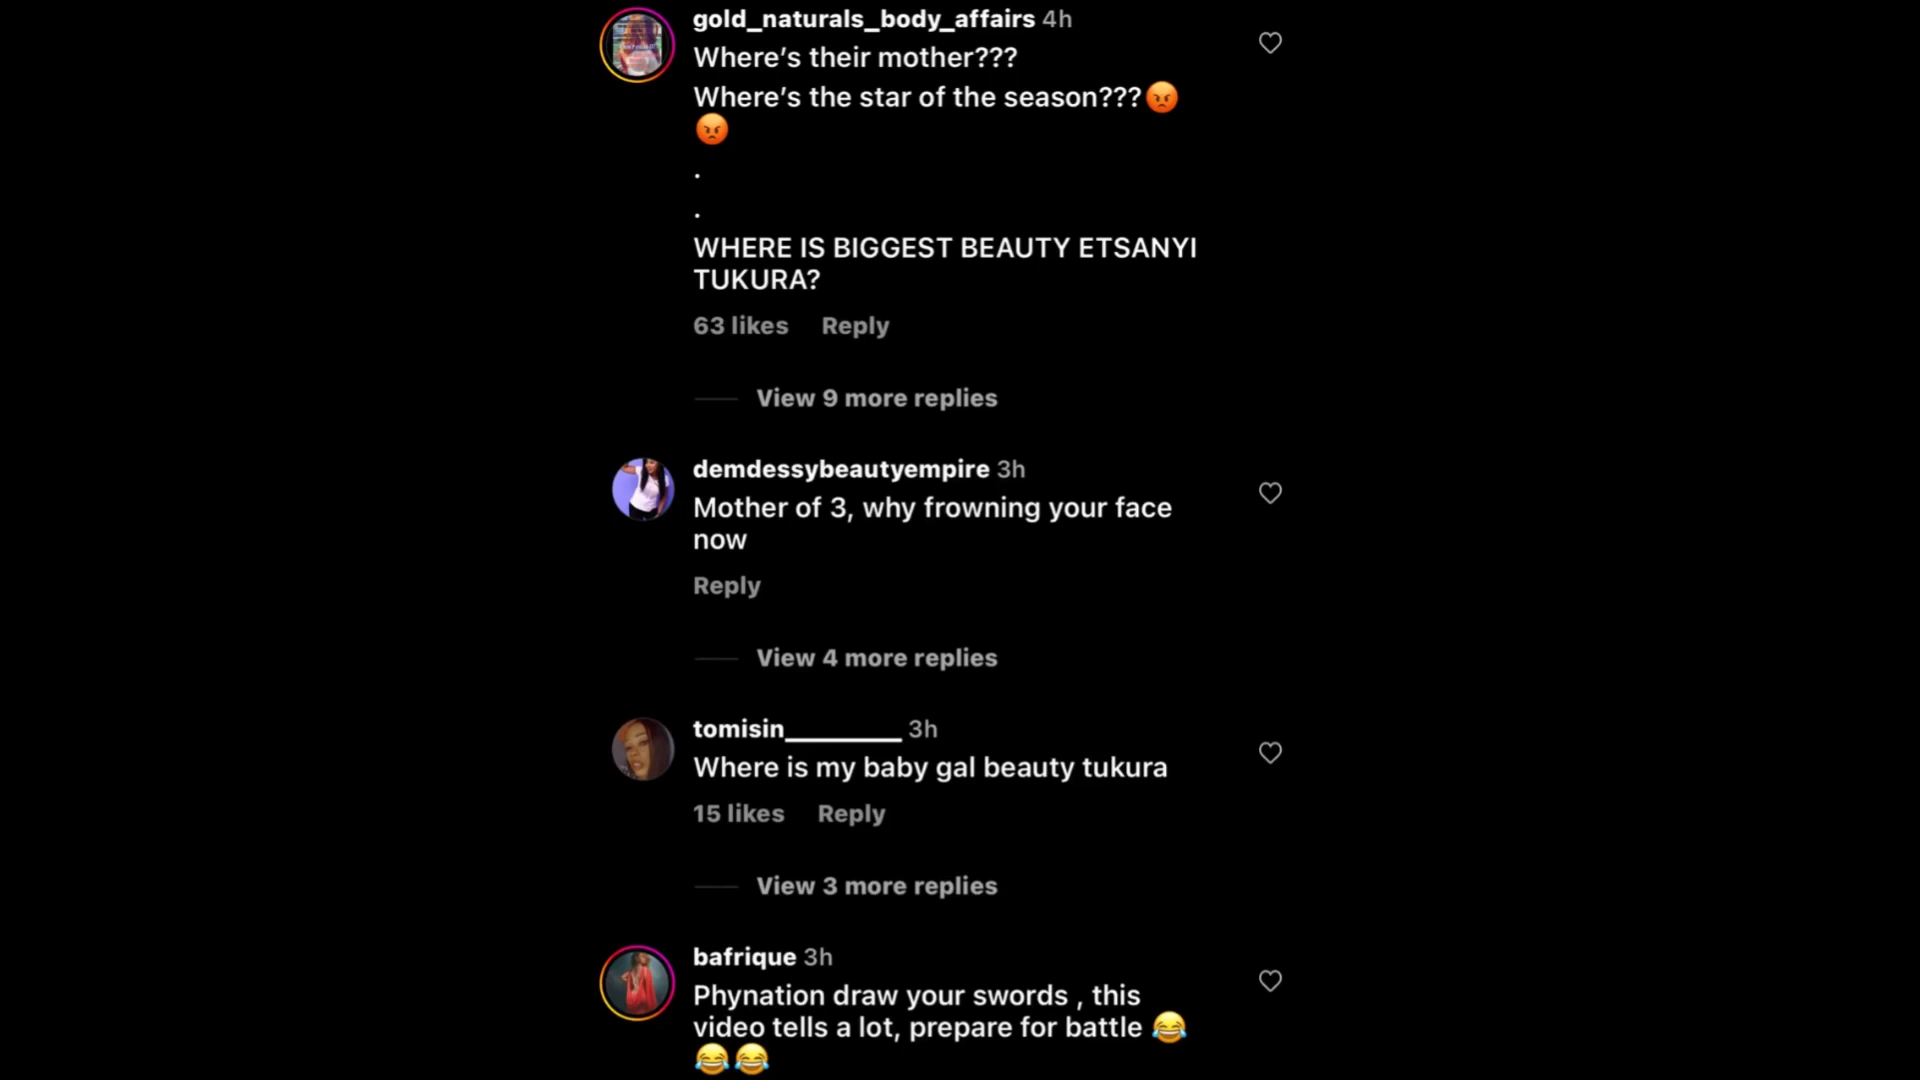 gold_naturals_body_affairs 4h
Where's their mother???
Where's the star of the season???😡
😡
.
.
WHERE IS BIGGEST BEAUTY ETSANYI
TUKURA?
63 likes Reply
View 9 more replies
demdessybeautyempire 3h
Mother of 3, why frowning your face
now
Reply
View 4 more replies
tomisin_________ 3h
Where is my baby gal beauty tukura
15 likes Reply
View 3 more replies
bafrique 3h
Phynation draw your swords , this
video tells a lot, prepare for battle 😂
😂😂